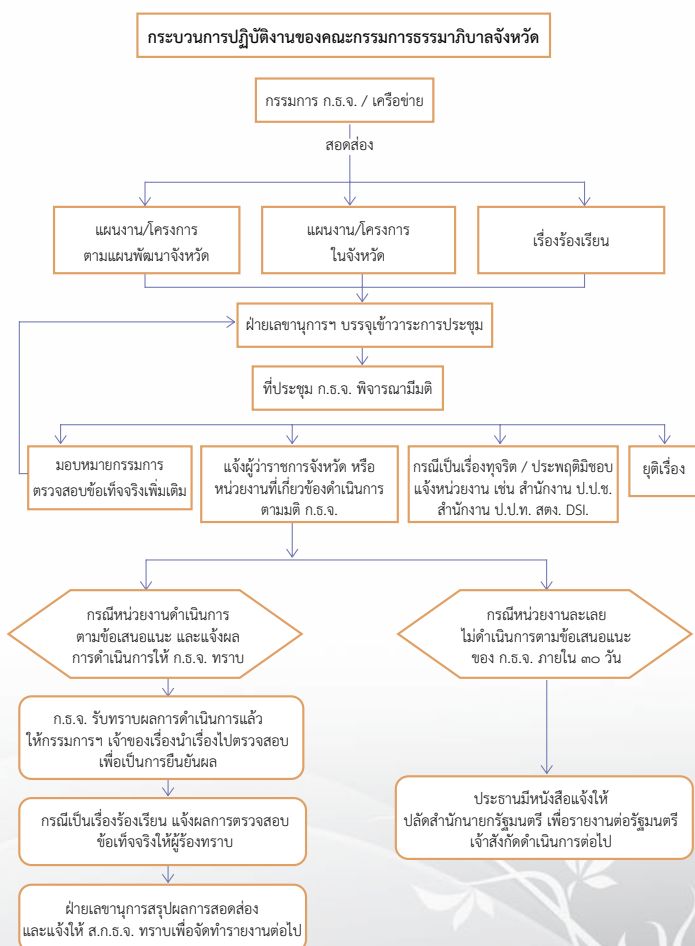 กระบวนการปฏิบัติงานของคณะกรรมการธรรมาภิบาลจังหวัด
กรรมการ ก.ธ.จ. / เครือข่าย
สอดส่อง
แผนงาน/โครงการ
ตามแผนพัฒนาจังหวัด
แผนงาน/โครงการ
ในจังหวัด
เรื่องร้องเรียน
ฝ่ายเลขานุการฯ บรรจุเข้าวาระการประชุม
ที่ประชุม ก.ธ.จ. พิจารณามีมติ
มอบหมายกรรมการ
ตรวจสอบข้อเท็จจริงเพิ่มเติม
แจ้งผู้ว่าราชการจังหวัด หรือ
หน่วยงานที่เกี่ยวข้องดำเนินการ
ตามมติ ก.ธ.จ.
กรณีเป็นเรื่องทุจริต / ประพฤติมิชอบ
แจ้งหน่วยงาน เช่น สำนักงาน ป.ป.ช.
สำนักงาน ป.ป.ท. สตง. DSI.
ยุติเรื่อง
กรณีหน่วยงานดำเนินการ
ตามข้อเสนอแนะ และแจ้งผล
การดำเนินการให้ ก.ธ.จ. ทราบ
กรณีหน่วยงานละเลย
ไม่ดำเนินการตามข้อเสนอแนะ
ของ ก.ธ.จ. ภายใน ๓๐ วัน
ก.ธ.จ. รับทราบผลการดำเนินการแล้ว
ให้กรรมการฯ เจ้าของเรื่องนำเรื่องไปตรวจสอบ
เพื่อเป็นการยืนยันผล
กรณีเป็นเรื่องร้องเรียน แจ้งผลการตรวจสอบ
ข้อเท็จจริงให้ผู้ร้องทราบ
ฝ่ายเลขานุการสรุปผลการสอดส่อง
และแจ้งให้ ส.ก.ธ.จ. ทราบเพื่อจัดทำรายงานต่อไป
ประธานมีหนังสือแจ้งให้
ปลัดสำนักนายกรัฐมนตรี เพื่อรายงานต่อรัฐมนตรี
เจ้าสังกัดดำเนินการต่อไป